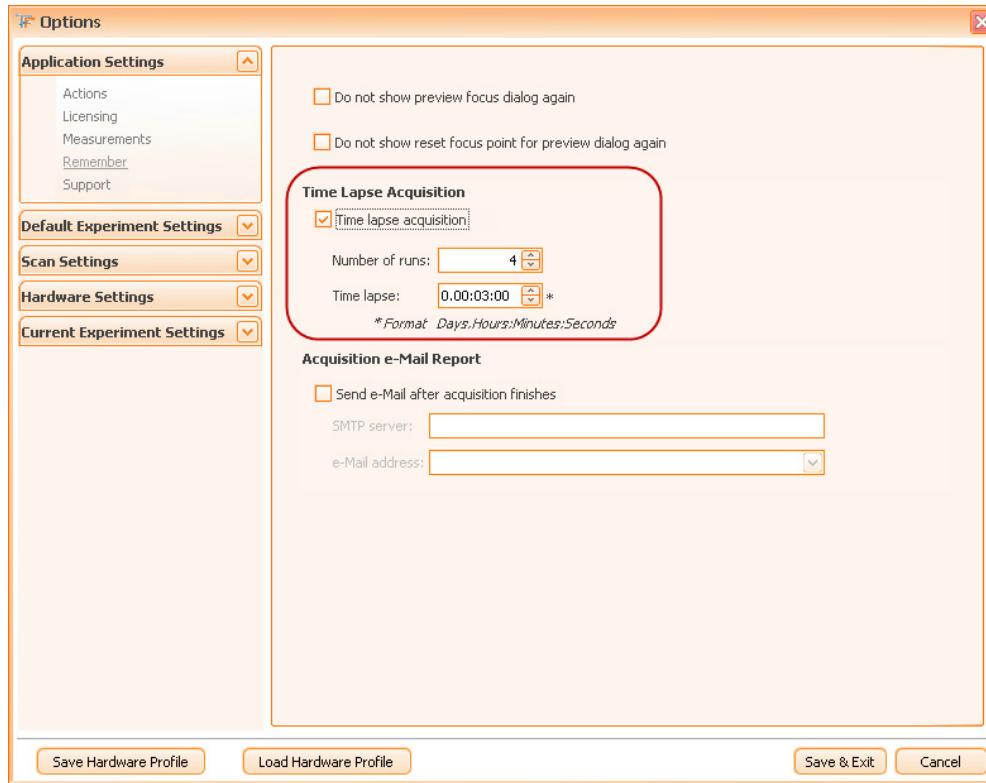 Options
Application Settings
Actions
Licensing
Measurements
Remember
Support
Default Experiment Settings
Scan Settings
Hardware Settings
Current Experiment Settings
Do not show preview focus dialog again
Do not show reset focus point for preview dialog again
Time Lapse Acquisition
Time lapse acquisition
Number of runs: 4
Time lapse: 0.00:03:00 *
*Format Days.Hours:Minutes:Seconds
Acquisition e-Mail Report
Send e-Mail after acquisition finishes
SMTP server:
e-Mail address:
Save Hardware Profile Load Hardware Profile Save & Exit Cancel